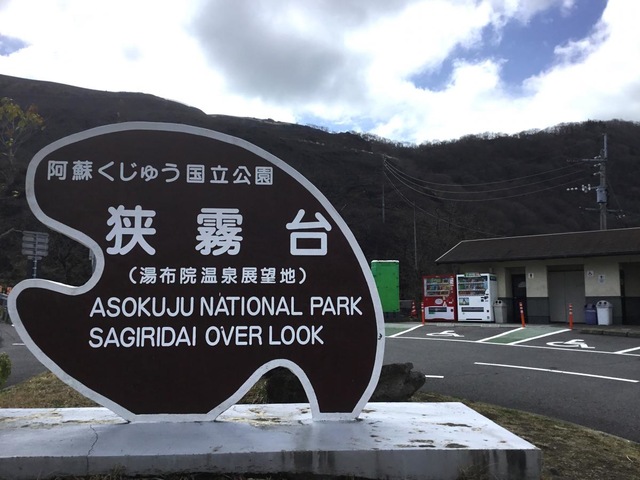 阿蘇くじゅう国立公園
狭霧台
(湯布院温泉展望地)
ASOKUJU NATIONAL PARK
SAGIRIDAI OVER LOOK